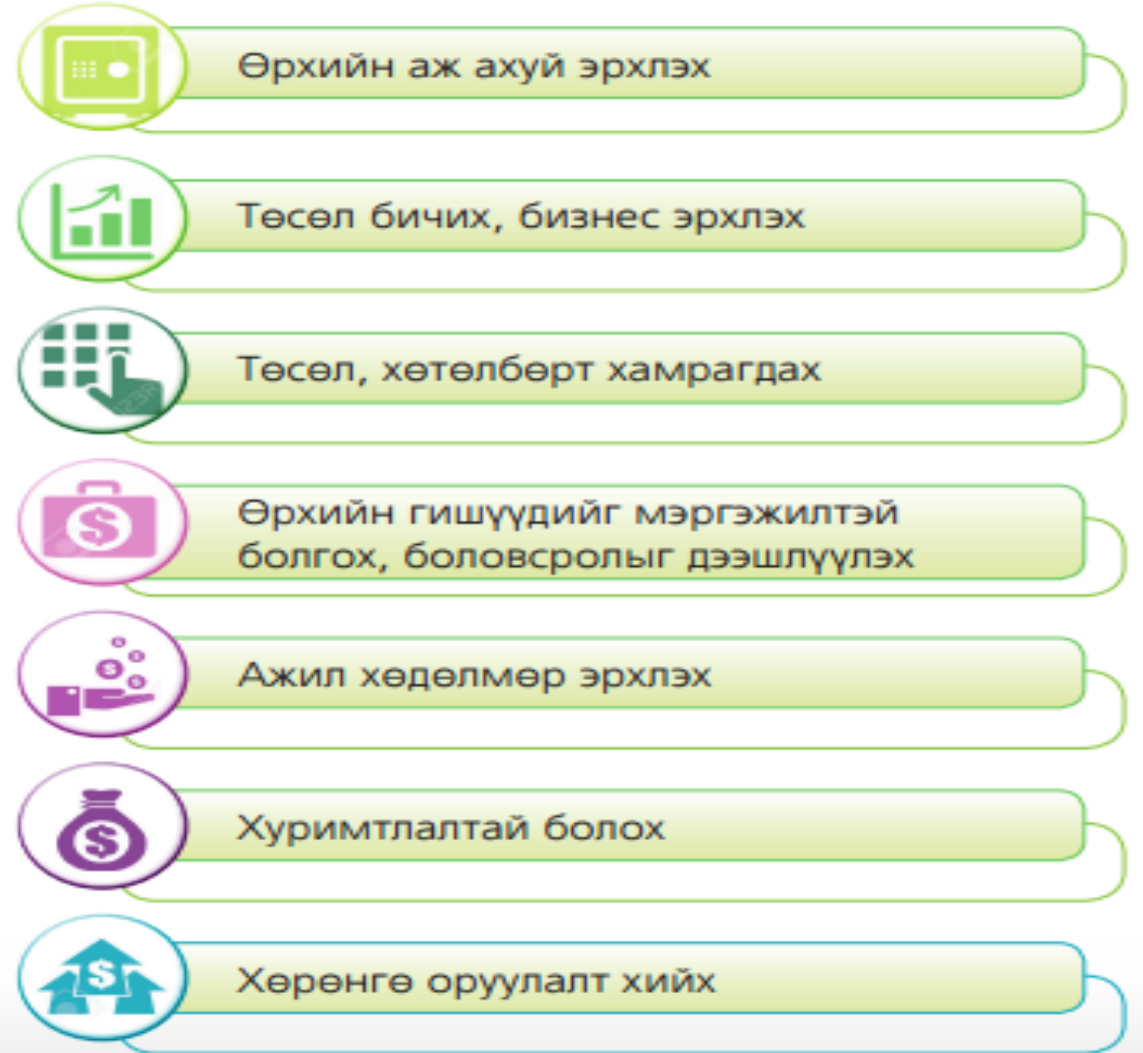 Өрхийн аж ахуй эрхлэх
Төсөл бичих, бизнес эрхлэх
Төсөл, хөтөлбөрт хамрагдах
Өрхийн гишүүдийг мэргэжилтэй
болгох, боловсролыг дээшлүүлэх
Ажил хөдөлмөр эрхлэх
Хуримтлалтай болох
Хөрөнгө оруулалт хийх